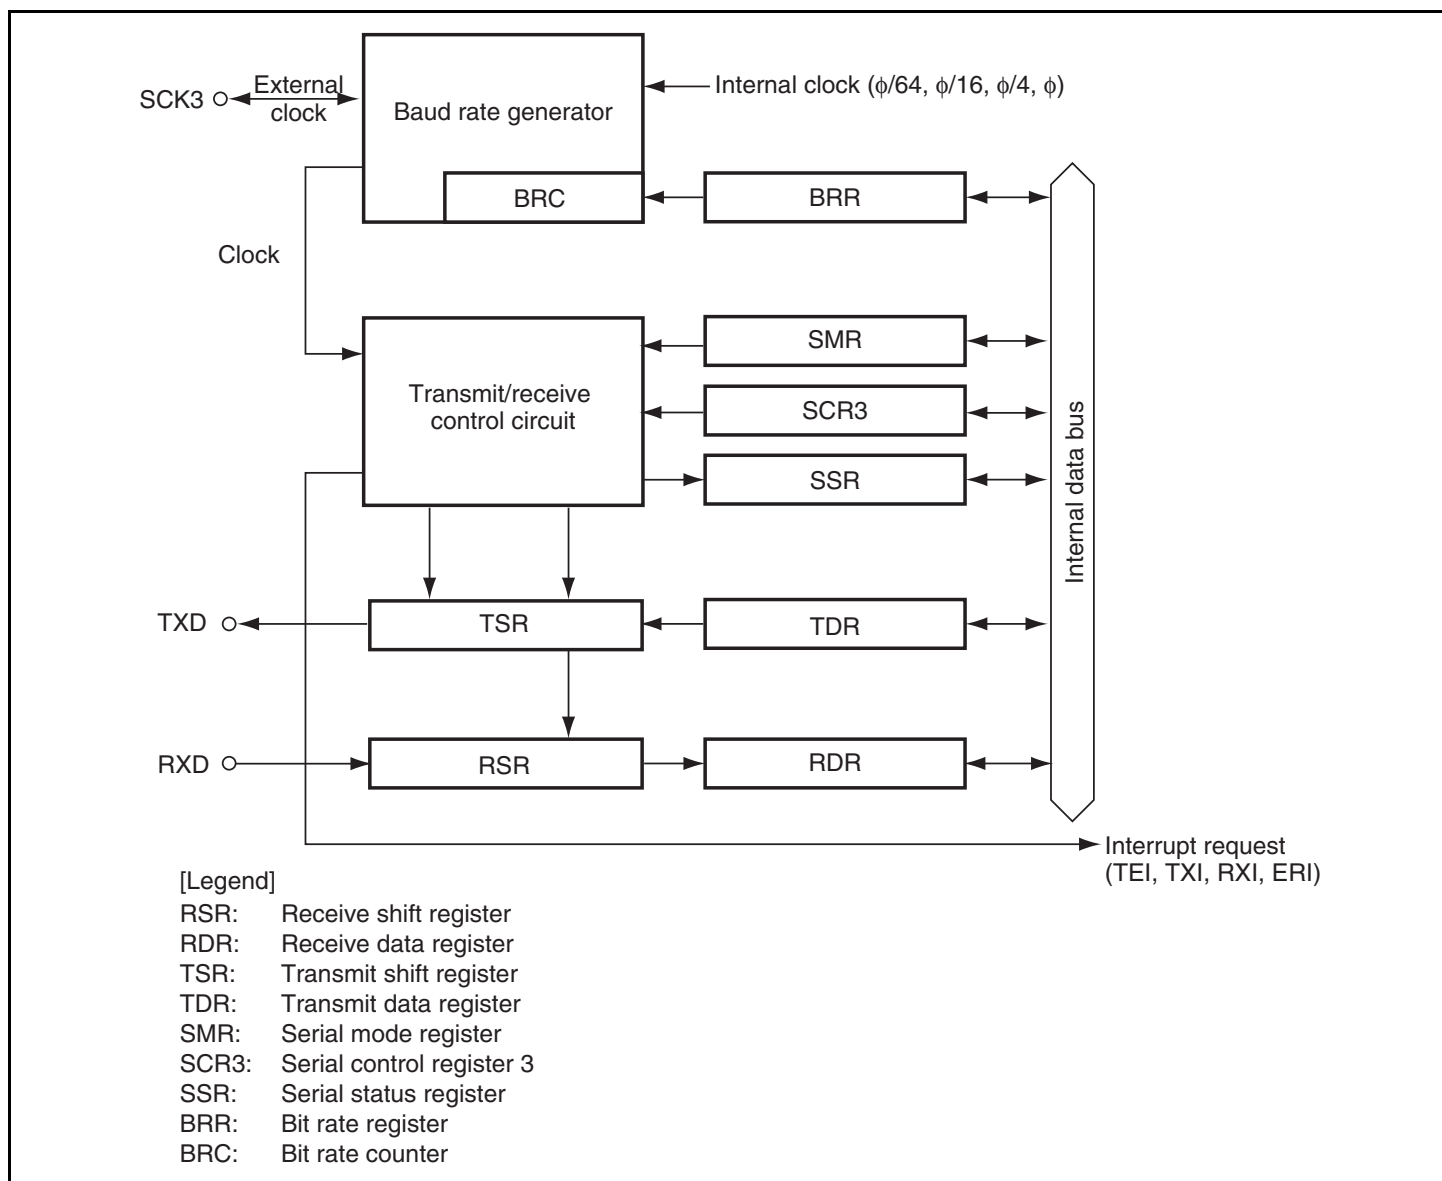 SCK3
External
clock
Baud rate generator
Internal clock (ϕ/64, ϕ/16, ϕ/4, ϕ)
BRC
BRR
Clock
SMR
Transmit/receive
control circuit
SCR3
SSR
Internal data bus
TXD
TSR
TDR
RXD
RSR
RDR
Interrupt request
(TEI, TXI, RXI, ERI)
[Legend]
RSR: Receive shift register
RDR: Receive data register
TSR: Transmit shift register
TDR: Transmit data register
SMR: Serial mode register
SCR3: Serial control register 3
SSR: Serial status register
BRR: Bit rate register
BRC: Bit rate counter